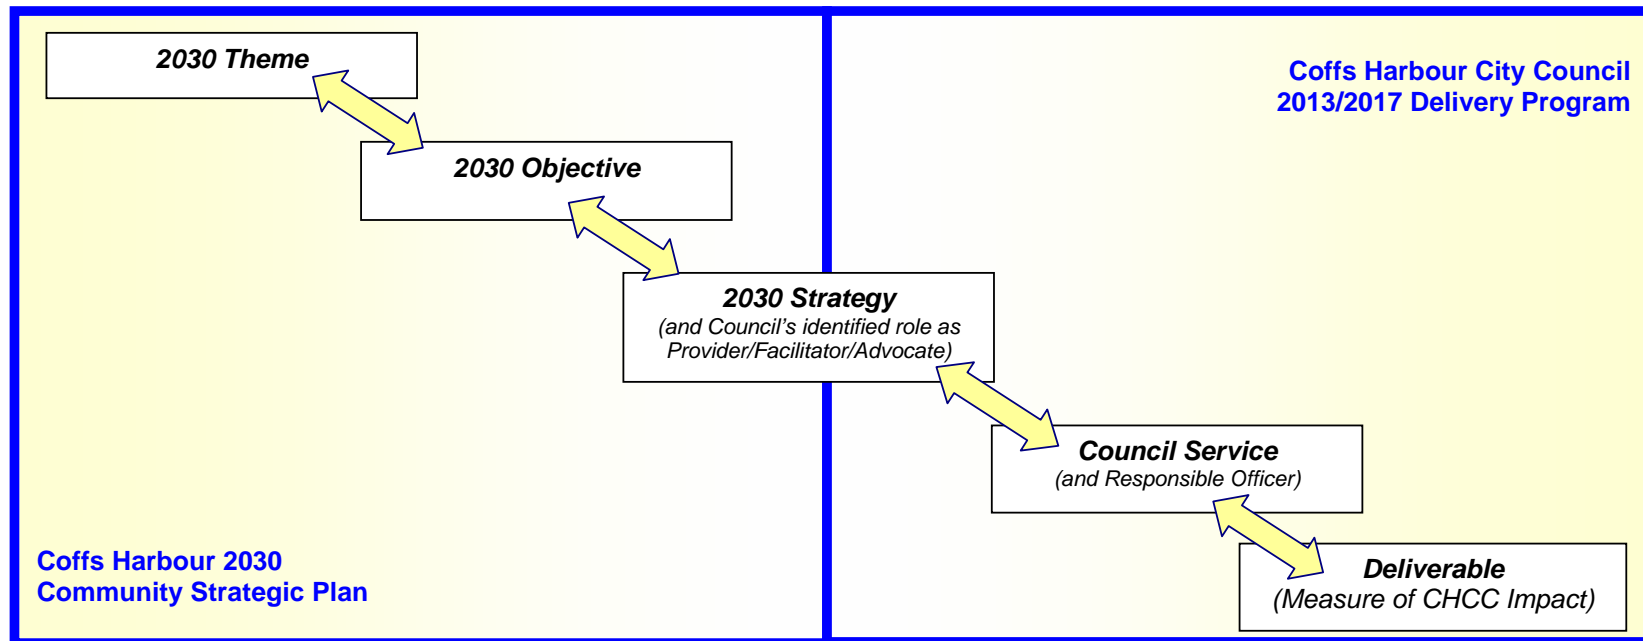 2030 Theme
Coffs Harbour City Council
2013/2017 Delivery Program
2030 Objective
2030 Strategy
(and Council's identified role as
Provider/Facilitator/Advocate)
Council Service
(and Responsible Officer)
Coffs Harbour 2030
Community Strategic Plan
Deliverable
(Measure of CHCC Impact)